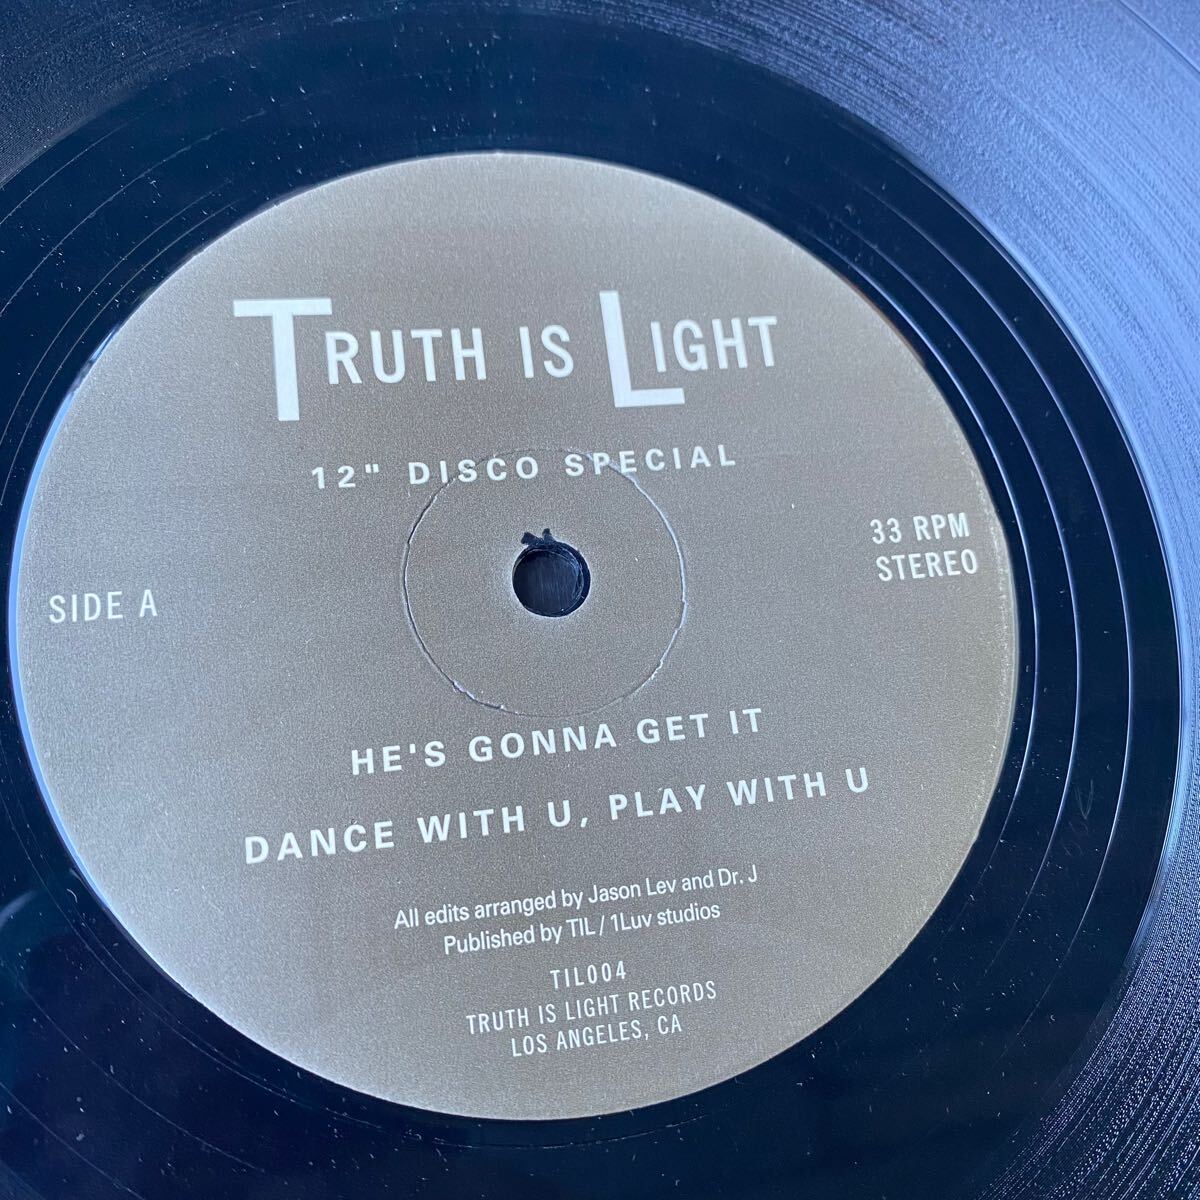 TRUTH IS LIGHT
12" DISCO SPECIAL
33 RPM
STEREO
SIDE A
HE'S GONNA GET IT
DANCE WITH U, PLAY WITH U
All edits arranged by Jason Lev and Dr. J
Published by TIL / 1Luv studios
TIL004
TRUTH IS LIGHT RECORDS
LOS ANGELES, CA